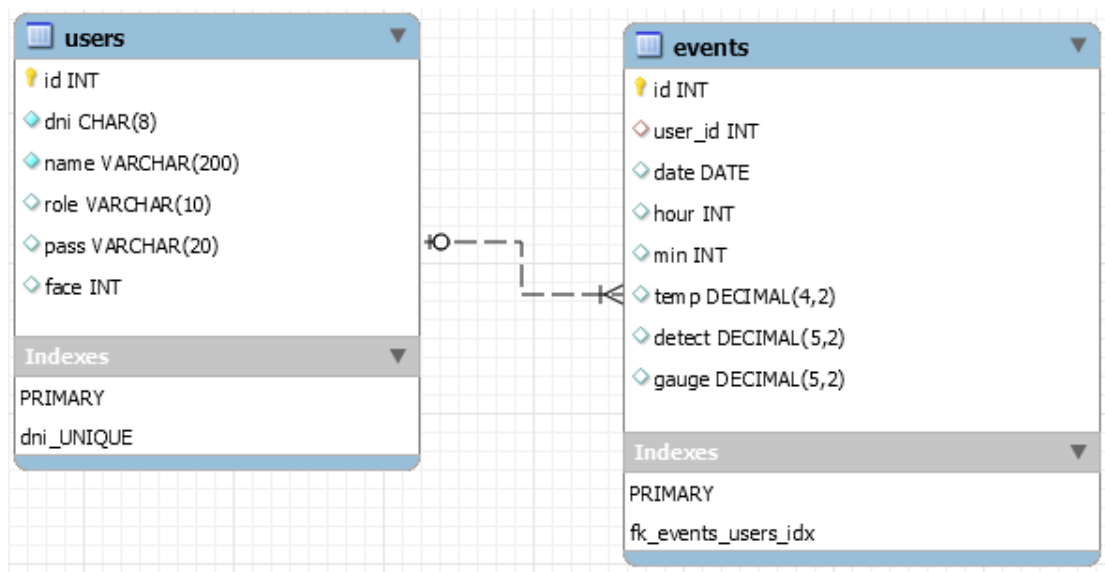 users
id INT
dni CHAR(8)
name VARCHAR(200)
role VARCHAR(10)
pass VARCHAR(20)
face INT
Indexes
PRIMARY
dni_UNIQUE
events
id INT
user_id INT
date DATE
hour INT
min INT
temp DECIMAL(4,2)
detect DECIMAL(5,2)
gauge DECIMAL(5,2)
Indexes
PRIMARY
fk_events_users_idx